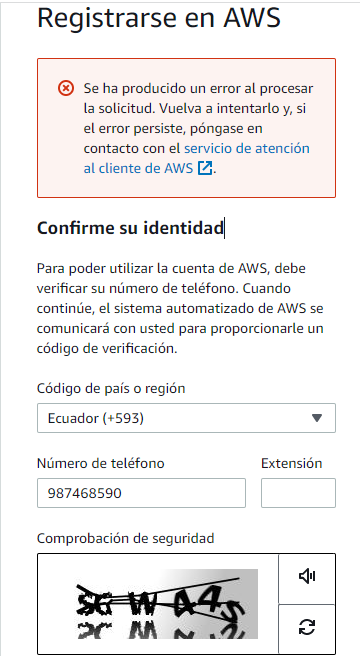 Registrarse en AWS
Se ha producido un error al procesar
la solicitud. Vuelva a intentarlo y, si
el error persiste, póngase en
contacto con el servicio de atención
al cliente de AWS.
Confirme su identidad
Para poder utilizar la cuenta de AWS, debe
verificar su número de teléfono. Cuando
continúe, el sistema automatizado de AWS se
comunicará con usted para proporcionarle un
código de verificación.
Código de país o región
Ecuador (+593)
Número de teléfono Extensión
987468590
Comprobación de seguridad